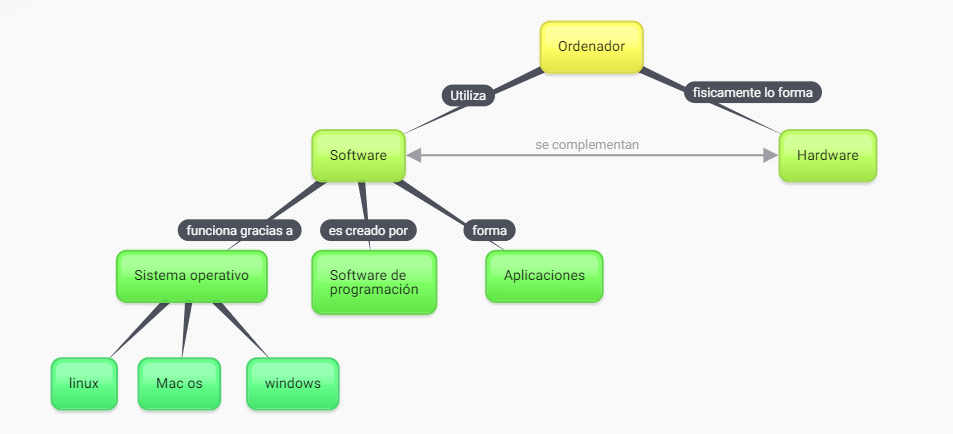 Ordenador
Utiliza
fisicamente lo forma
Software
se complementan
Hardware
funciona gracias a
es creado por
forma
Sistema operativo
Software de
programación
Aplicaciones
linux
Mac os
windows